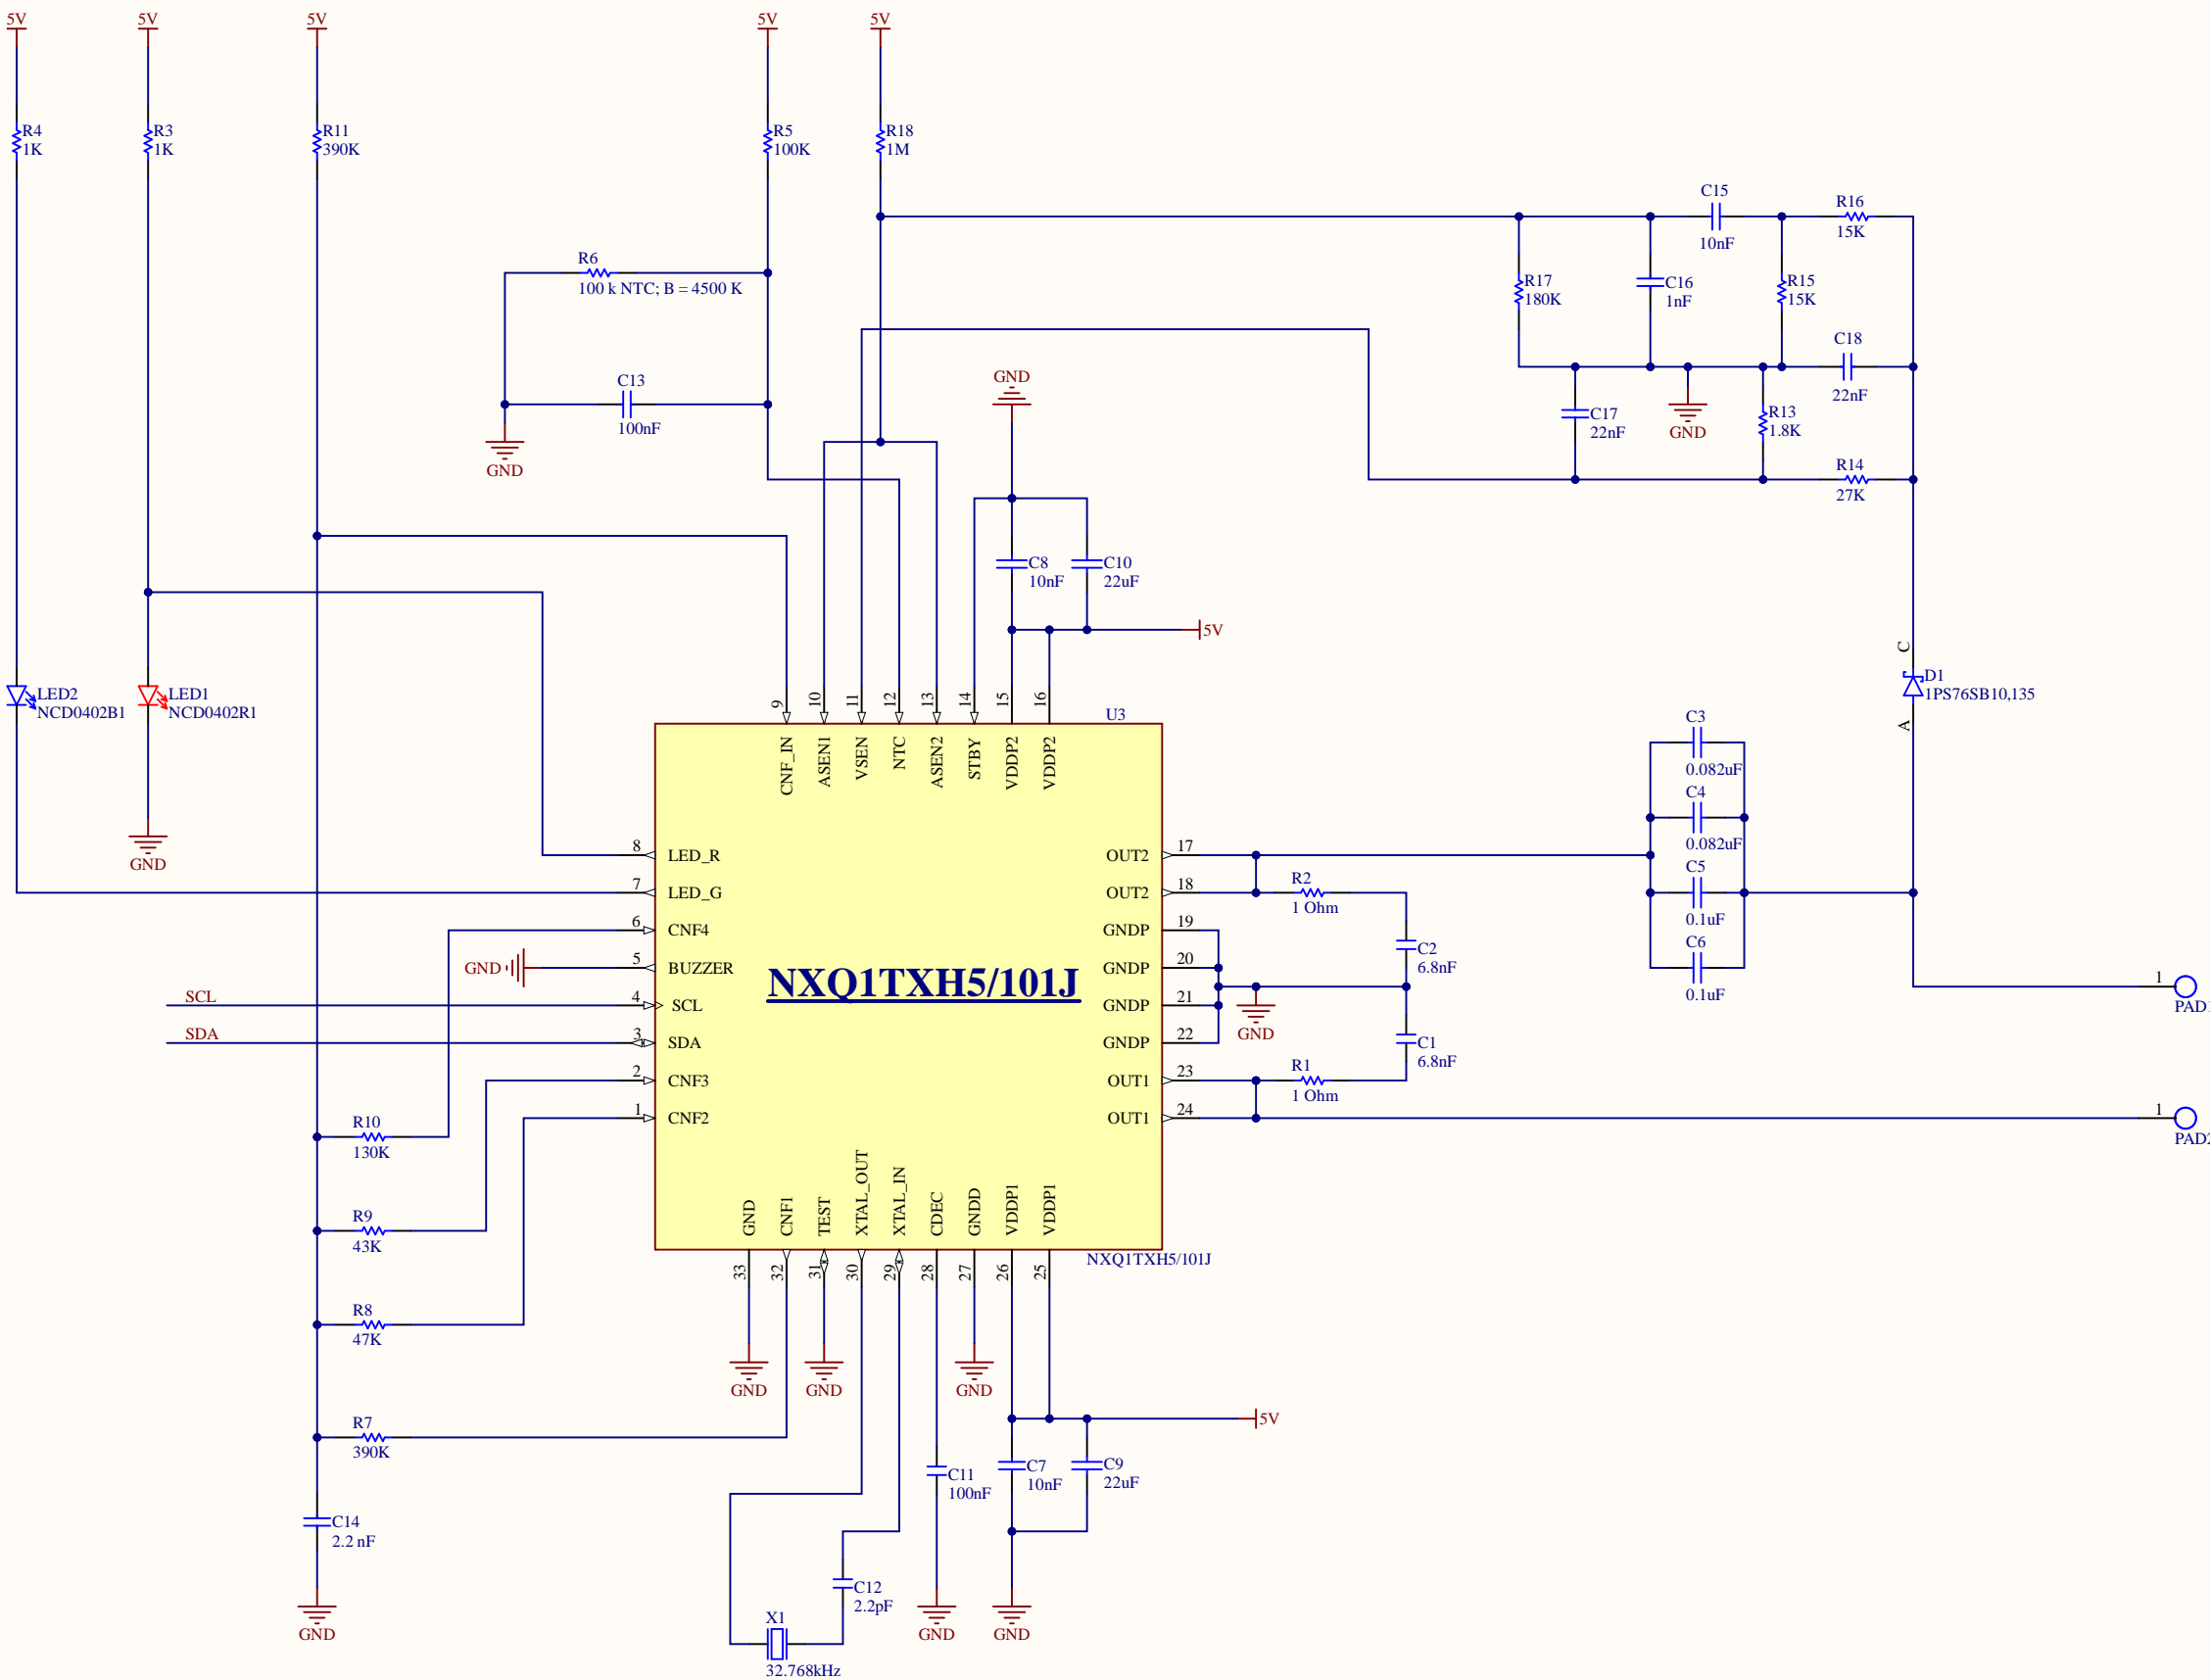 5V
5V
5V
5V
5V
R4
1K
R3
1K
R11
390K
R5
100K
R18
1M
C15
10nF
R16
15K
R6
100 k NTC; B = 4500 K
R17
180K
C16
1nF
R15
15K
C18
22nF
C13
100nF
GND
GND
C17
22nF
GND
R13
1.8K
R14
27K
C8
10nF
C10
22uF
5V
LED2
NCD0402B1
LED1
NCD0402R1
GND
C
D1
1PS76SB10,135
A
9
10
11
12
13
14
15
16
U3
CNF_IN
ASEN1
VSEN
NTC
ASEN2
STBY
VDDP2
VDDP2
C3
0.082uF
C4
0.082uF
C5
0.1uF
C6
0.1uF
8
LED_R
7
LED_G
6
CNF4
5
BUZZER
GND
SCL
4
SCL
SDA
3
SDA
2
CNF3
1
CNF2
NXQ1TXH5/101J
OUT2
17
OUT2
18
GNDP
19
GNDP
20
GNDP
21
GNDP
22
OUT1
23
OUT1
24
R2
1 Ohm
C2
6.8nF
GND
C1
6.8nF
R1
1 Ohm
1
PAD1
1
PAD2
R10
130K
R9
43K
R8
47K
R7
390K
GND
CNF1
TEST
XTAL_OUT
XTAL_IN
CDEC
GNDD
VDDP1
VDDP1
33
32
31
30
29
28
27
26
25
NXQ1TXH5/101J
GND
GND
GND
5V
C11
100nF
C7
10nF
C9
22uF
C14
2.2 nF
GND
C12
2.2pF
X1
32.768kHz
GND
GND